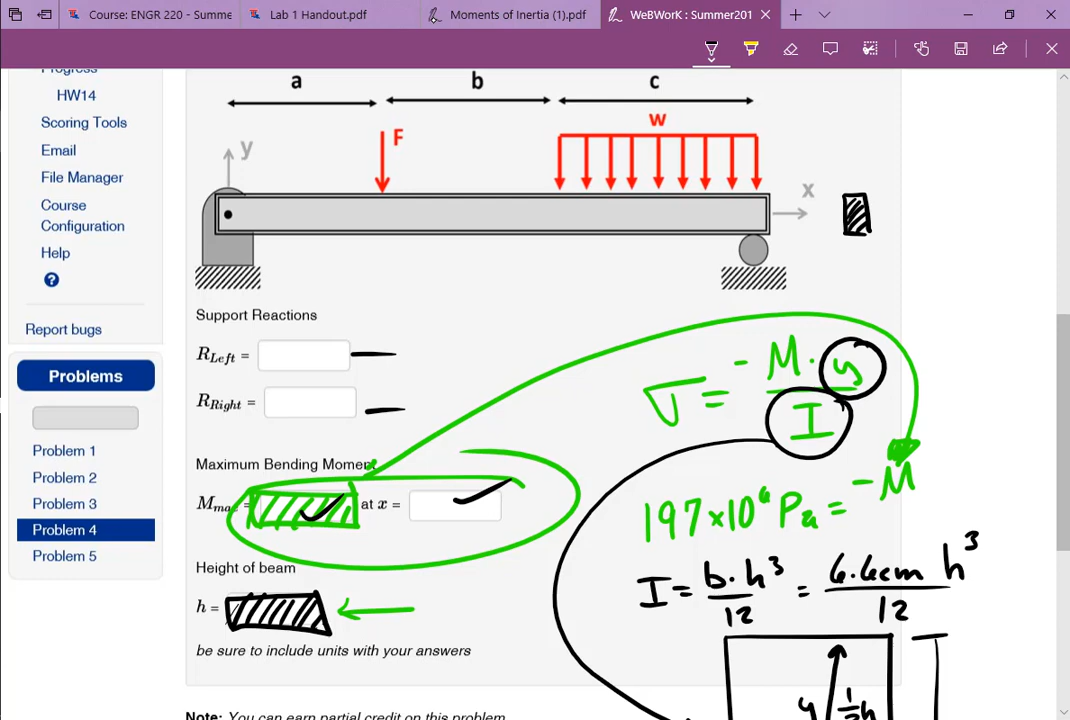 Course: ENGR 220 - Summe
Lab 1 Handout.pdf
Moments of Inertia (1).pdf
WeBWorK : Summer201
Progress
HW14
Scoring Tools
Email
File Manager
Course
Configuration
Help
?
Report bugs
Problems
Problem 1
Problem 2
Problem 3
Problem 4
Problem 5
a b c
F
w
y
x
Support Reactions
R_Left =
R_Right =
Maximum Bending Moment
M_max = at x =
Height of beam
h =
be sure to include units with your answers
Note: You can earn partial credit on this problem.
σ = -M·y / I
197×10⁶ Pa = -M
I = b·h³/12 = 6.6cm h³/12
y ½h